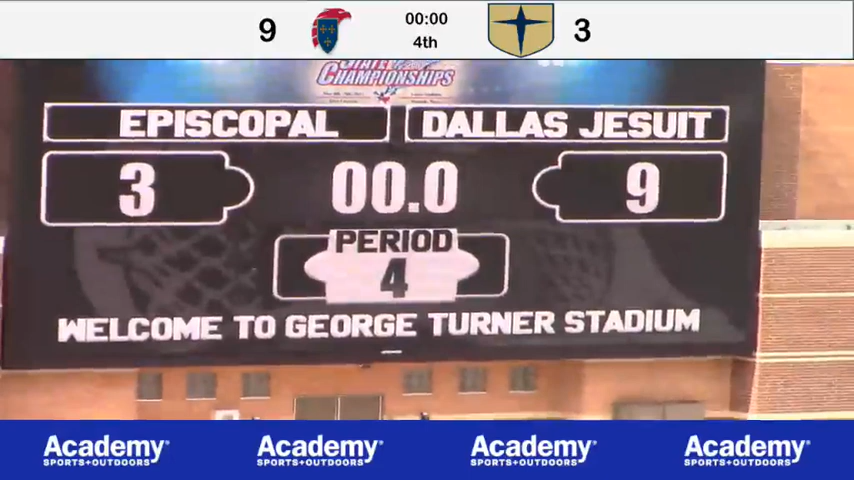 9 00:00 3
4th
STATE
CHAMPIONSHIPS
EPISCOPAL DALLAS JESUIT
3 00.0 9
PERIOD
4
WELCOME TO GEORGE TURNER STADIUM
Academy Academy Academy Academy
SPORTS+OUTDOORS SPORTS+OUTDOORS SPORTS+OUTDOORS SPORTS+OUTDOORS